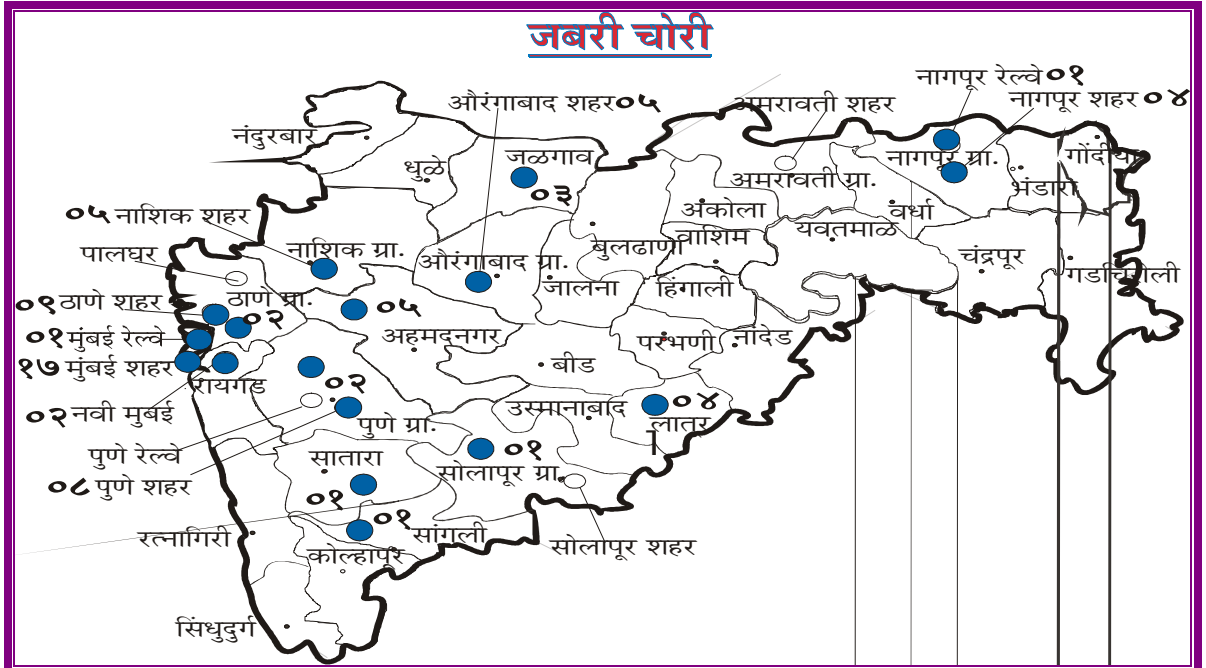 जबरी चोरी
नागपूर रेल्वे ०१
औरंगाबाद शहर ०५
अमरावती शहर
नागपूर शहर ०४
नंदुरबार
धुळे
जळगाव
०३
नागपूर ग्रा.
गोंदीया
अमरावती ग्रा.
भंडारा
०५ नाशिक शहर
अंकोला
वर्धा
पालघर
नाशिक ग्रा.
औरंगाबाद ग्रा.
बुलढाणा
वाशिम
यवतमाळ
चंद्रपूर
गडचिरोली
जालना
हिंगाली
०९ ठाणे शहर
ठाणे ग्रा.
०२
०५
०१ मुंबई रेल्वे
अहमदनगर
परभणी
नांदेड
१७ मुंबई शहर
रायगड
बीड
०२
०२ नवी मुंबई
उस्मानाबाद
०४
लातूर
पुणे ग्रा.
पुणे रेल्वे
सातारा
०१
सोलापूर ग्रा.
०८ पुणे शहर
०१
०१
रत्नागिरी
सांगली
सोलापूर शहर
कोल्हापूर
सिंधुदुर्ग